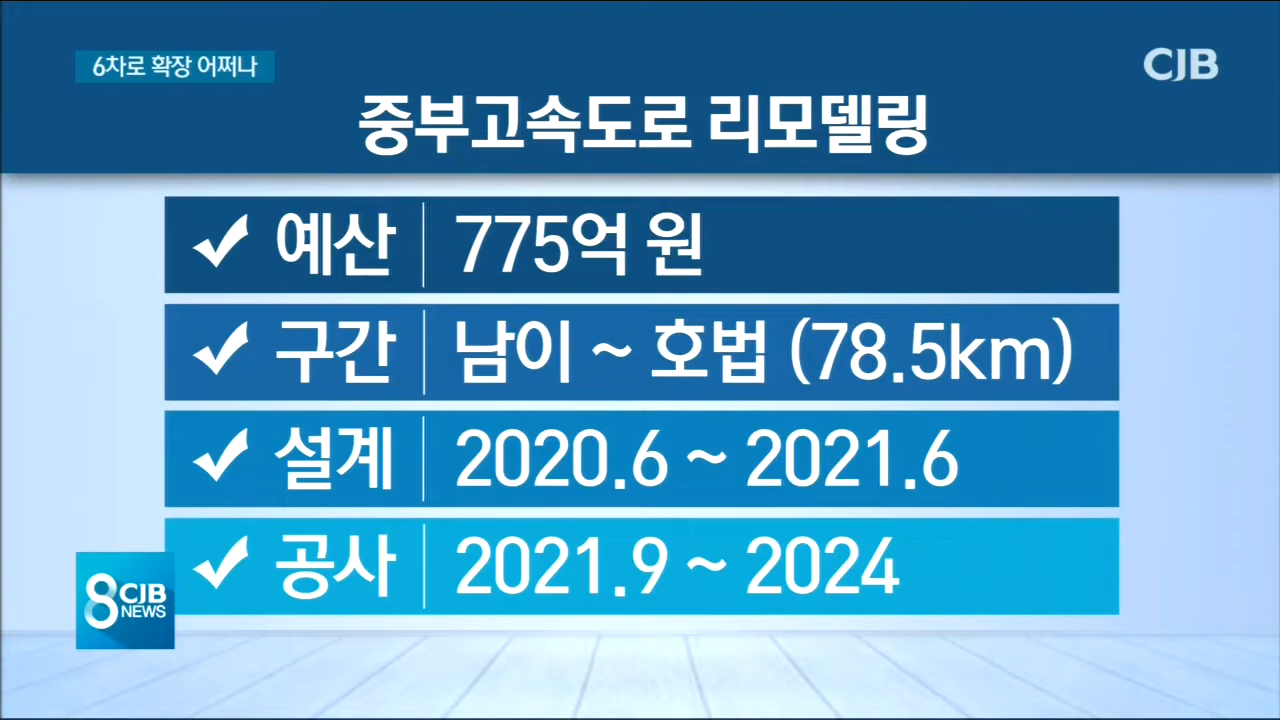 6차로 확장 어쩌나
CJB
중부고속도로 리모델링
예산 775억 원
구간 남이 ~ 호법 (78.5km)
설계 2020.6 ~ 2021.6
공사 2021.9 ~ 2024
8 CJB
NEWS